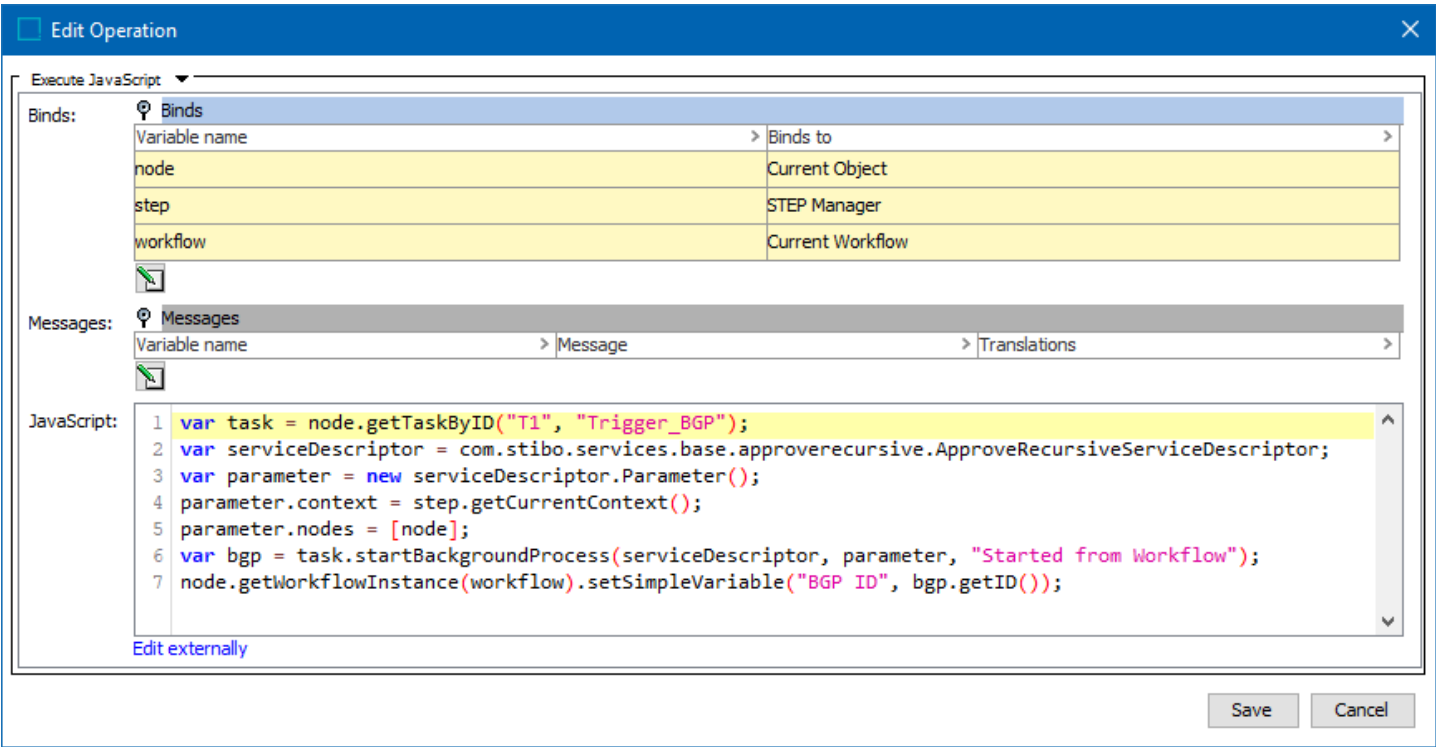 Edit Operation
Execute JavaScript
Binds:
Binds
Variable name > Binds to >
node Current Object
step STEP Manager
workflow Current Workflow
Messages:
Messages
Variable name > Message > Translations >
JavaScript:
1 var task = node.getTaskByID("T1", "Trigger_BGP");
2 var serviceDescriptor = com.stibo.services.base.approverecursive.ApproveRecursiveServiceDescriptor;
3 var parameter = new serviceDescriptor.Parameter();
4 parameter.context = step.getCurrentContext();
5 parameter.nodes = [node];
6 var bgp = task.startBackgroundProcess(serviceDescriptor, parameter, "Started from Workflow");
7 node.getWorkflowInstance(workflow).setSimpleVariable("BGP ID", bgp.getID());
Edit externally
Save Cancel